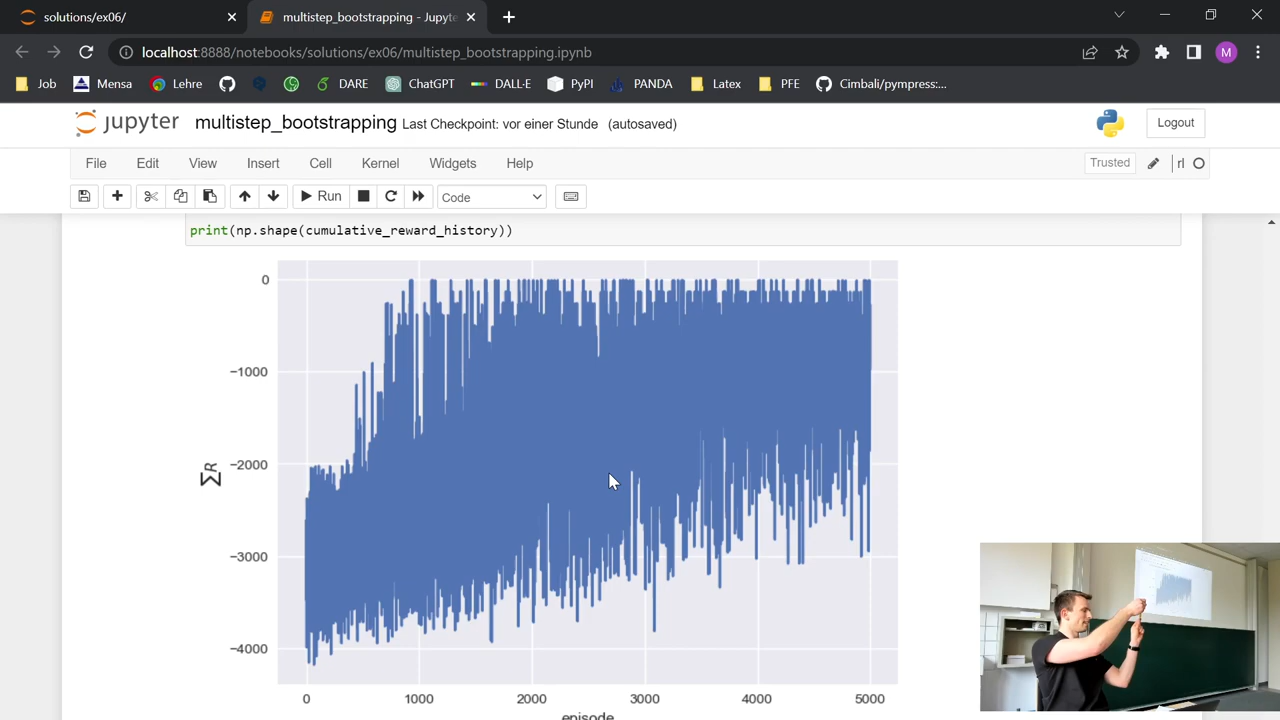 solutions/ex06/
multistep_bootstrapping - Jupyte
localhost:8888/notebooks/solutions/ex06/multistep_bootstrapping.ipynb
M
Job Mensa Lehre DARE ChatGPT DALL-E PyPI PANDA Latex PFE Cimbali/pympress:...
jupyter multistep_bootstrapping Last Checkpoint: vor einer Stunde (autosaved)
Logout
File Edit View Insert Cell Kernel Widgets Help
Trusted rl
Run Code
print(np.shape(cumulative_reward_history))
0
−1000
−2000
−3000
−4000
∑R
0 1000 2000 3000 4000 5000
episode